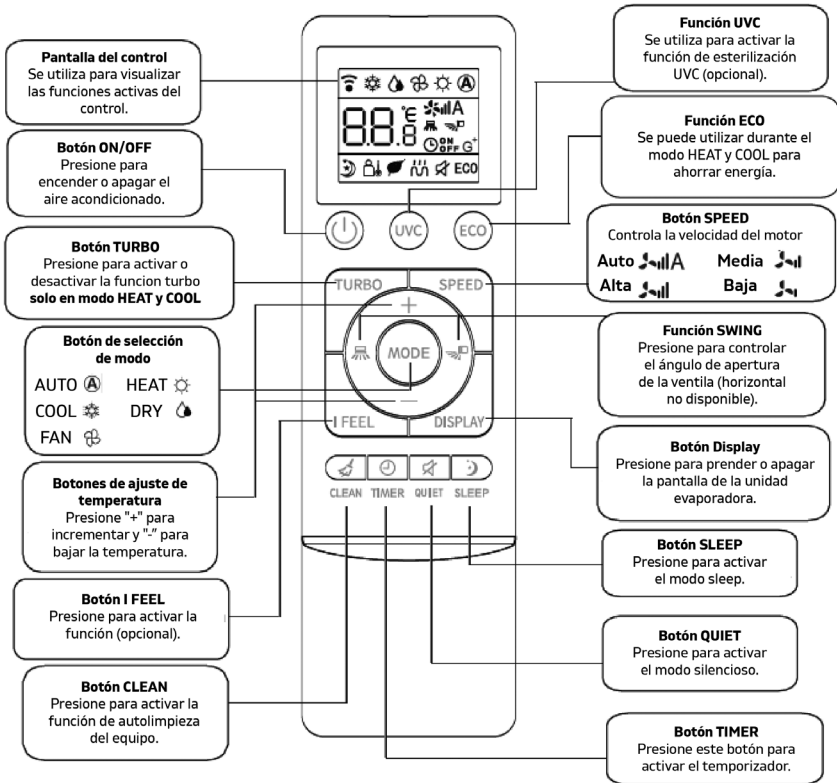 Pantalla del control
Se utiliza para visualizar
las funciones activas del
control.
Botón ON/OFF
Presione para
encender o apagar el
aire acondicionado.
Botón TURBO
Presione para activar o
desactivar la funcion turbo
solo en modo HEAT y COOL
Botón de selección
de modo
AUTO A HEAT
COOL DRY
FAN
Botones de ajuste de
temperatura
Presione "+" para
incrementar y "-" para
bajar la temperatura.
Botón I FEEL
Presione para activar la
función (opcional).
Botón CLEAN
Presione para activar la
función de autolimpieza
del equipo.
A
88.8 °C A
ON
OFF G+
ECO
UVC ECO
TURBO SPEED
+
MODE
-
I FEEL DISPLAY
CLEAN TIMER QUIET SLEEP
Función UVC
Se utiliza para activar la
función de esterilización
UVC (opcional).
Función ECO
Se puede utilizar durante el
modo HEAT y COOL para
ahorrar energía.
Botón SPEED
Controla la velocidad del motor
Auto A Media
Alta Baja
Función SWING
Presione para controlar
el ángulo de apertura
de la ventila (horizontal
no disponible).
Botón Display
Presione para prender o apagar
la pantalla de la unidad
evaporadora.
Botón SLEEP
Presione para activar
el modo sleep.
Botón QUIET
Presione para activar
el modo silencioso.
Botón TIMER
Presione este botón para
activar el temporizador.